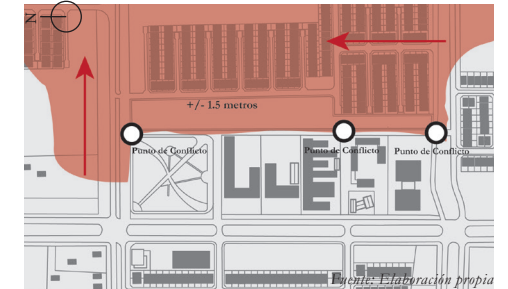 N
+/- 1.5 metros
Punto de Conflicto
Punto de Conflicto
Punto de Conflicto
Fuente: Elaboración propia